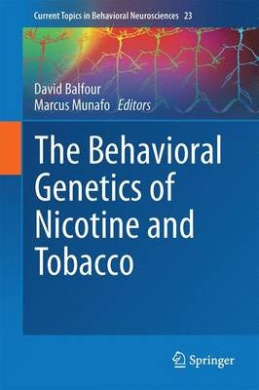 Current Topics in Behavioral Neurosciences 23
David Balfour
Marcus Munafo Editors
The Behavioral
Genetics of
Nicotine and
Tobacco
Springer